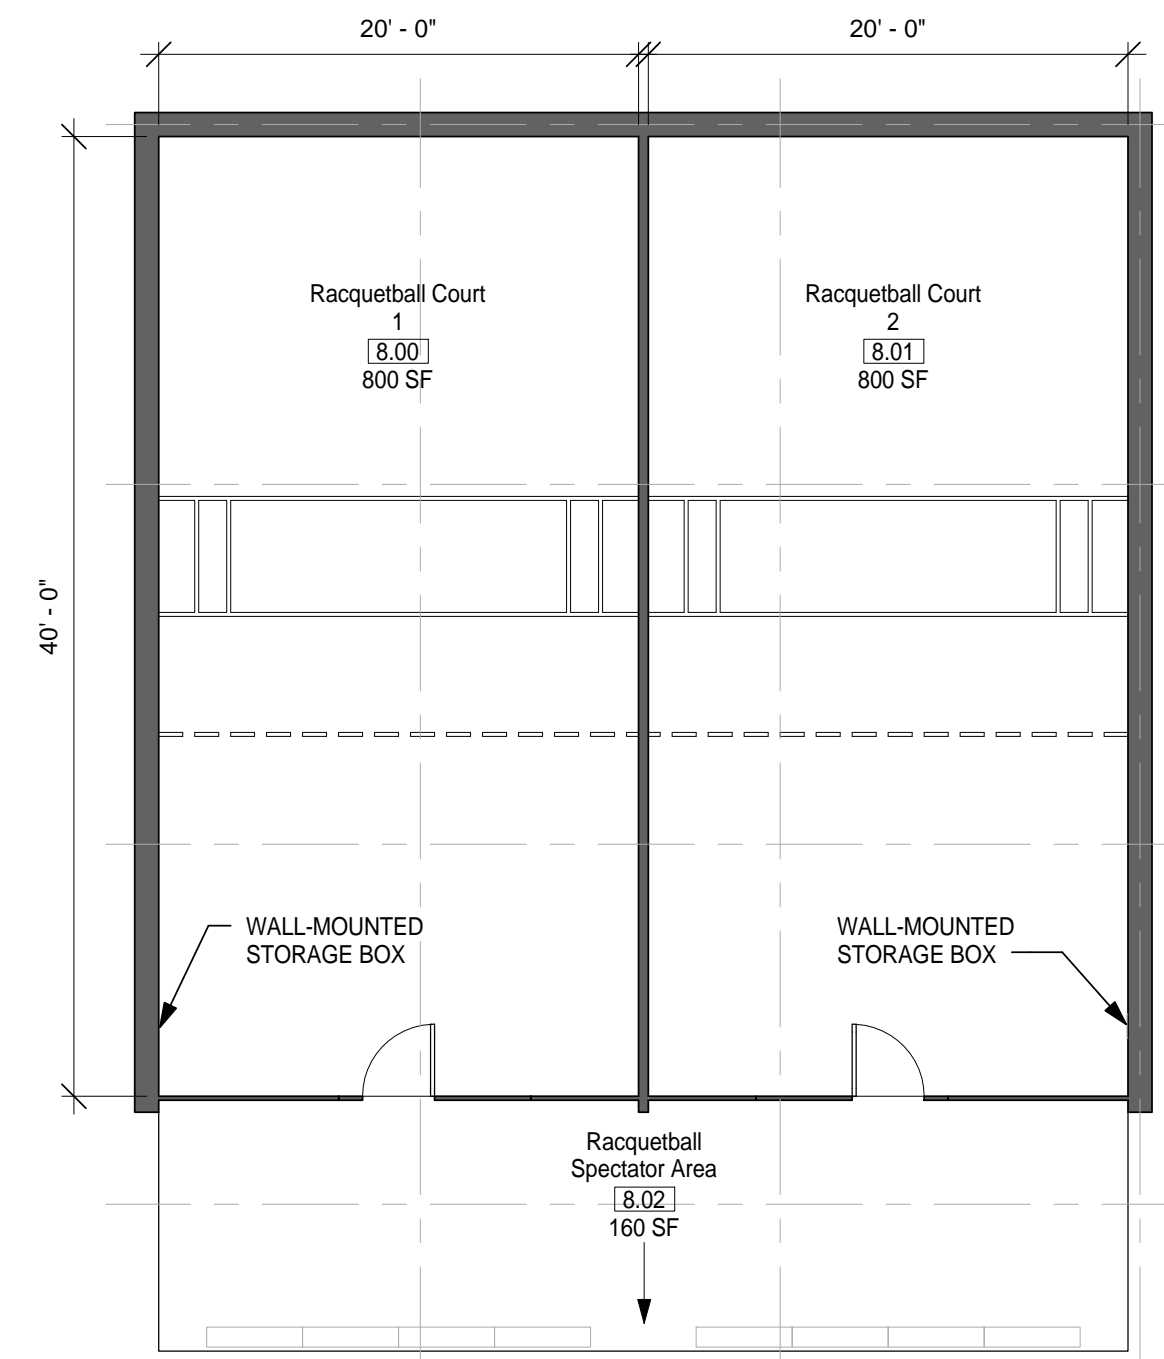 20' - 0"
20' - 0"
40' - 0"
Racquetball Court
1
8.00
800 SF
Racquetball Court
2
8.01
800 SF
WALL-MOUNTED
STORAGE BOX
WALL-MOUNTED
STORAGE BOX
Racquetball
Spectator Area
8.02
160 SF